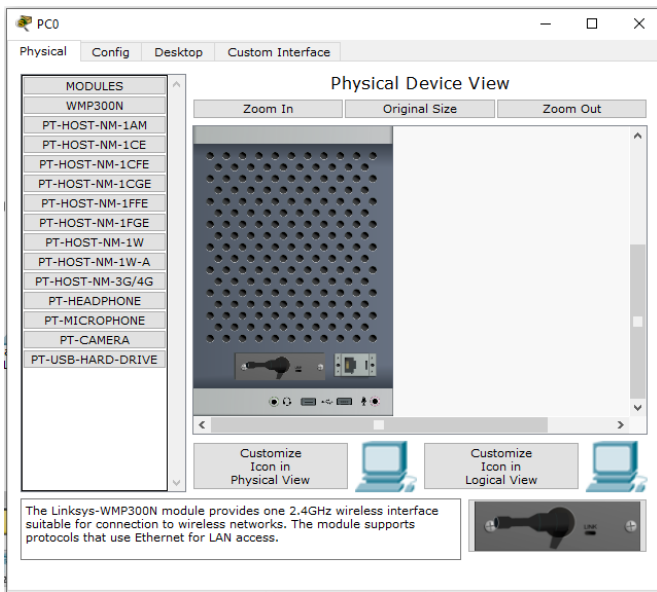 PC0
Physical Config Desktop Custom Interface
MODULES
WMP300N
PT-HOST-NM-1AM
PT-HOST-NM-1CE
PT-HOST-NM-1CFE
PT-HOST-NM-1CGE
PT-HOST-NM-1FFE
PT-HOST-NM-1FGE
PT-HOST-NM-1W
PT-HOST-NM-1W-A
PT-HOST-NM-3G/4G
PT-HEADPHONE
PT-MICROPHONE
PT-CAMERA
PT-USB-HARD-DRIVE
Physical Device View
Zoom In Original Size Zoom Out
Customize
Icon in
Physical View
Customize
Icon in
Logical View
The Linksys-WMP300N module provides one 2.4GHz wireless interface
suitable for connection to wireless networks. The module supports
protocols that use Ethernet for LAN access.
LINK